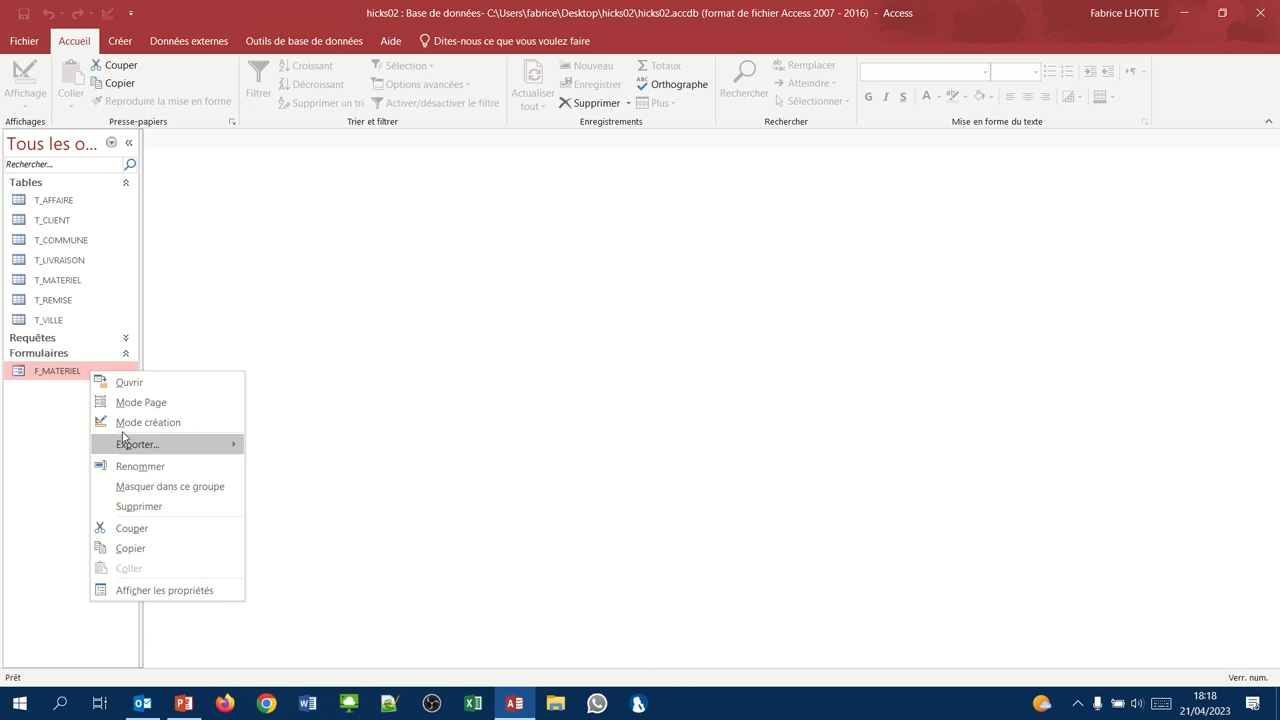 hicks02 : Base de données- C:\Users\fabrice\Desktop\hicks02\hicks02.accdb (format de fichier Access 2007 - 2016) - Access
Fabrice LHOTTE
Fichier
Accueil
Créer
Données externes
Outils de base de données
Aide
Dites-nous ce que vous voulez faire
Affichage
Coller
Couper
Copier
Reproduire la mise en forme
Filtrer
Croissant
Décroissant
Supprimer un tri
Sélection
Options avancées
Activer/désactiver le filtre
Actualiser
tout
Nouveau
Enregistrer
Supprimer
Totaux
Orthographe
Plus
Rechercher
Remplacer
Atteindre
Sélectionner
G I S
A
Affichages
Presse-papiers
Trier et filtrer
Enregistrements
Rechercher
Mise en forme du texte
Tous les o...
Rechercher...
Tables
T_AFFAIRE
T_CLIENT
T_COMMUNE
T_LIVRAISON
T_MATERIEL
T_REMISE
T_VILLE
Requêtes
Formulaires
F_MATERIEL
Ouvrir
Mode Page
Mode création
Exporter...
Renommer
Masquer dans ce groupe
Supprimer
Couper
Copier
Coller
Afficher les propriétés
Prêt
Verr. num.
18:18
21/04/2023